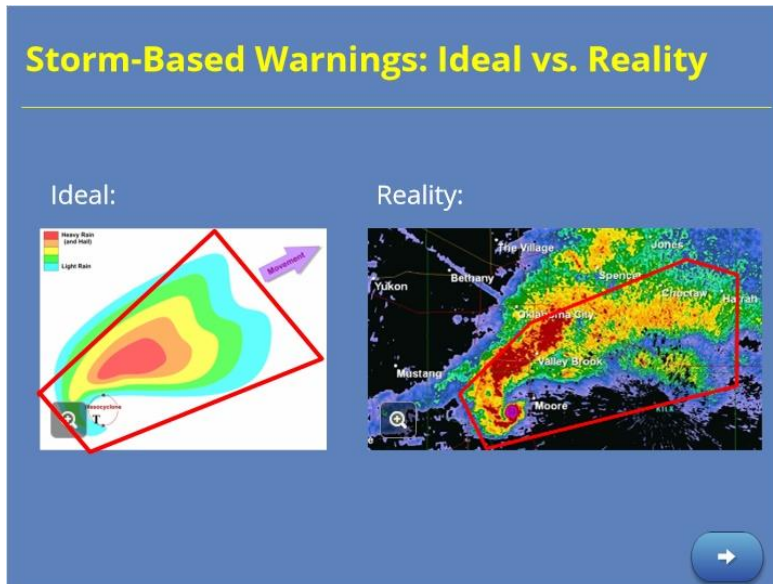 Storm-Based Warnings: Ideal vs. Reality
Ideal:
Reality:
Heavy Rain
(and Hail)
Light Rain
Movement
Mesocyclone
T
The Village
Jones
Bethany
Spencer
Yukon
Choctaw
Harrah
Oklahoma City
Valley Brook
Mustang
Moore
KTLX
e